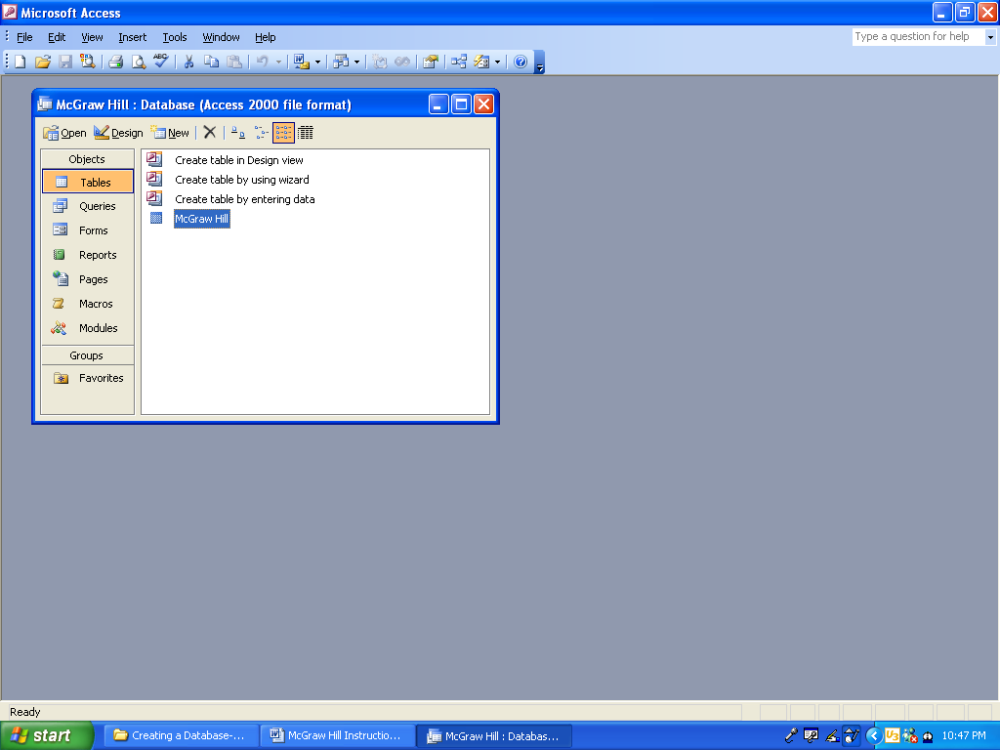 Microsoft Access
File Edit View Insert Tools Window Help Type a question for help
McGraw Hill : Database (Access 2000 file format)
Open Design New
Objects
Tables
Queries
Forms
Reports
Pages
Macros
Modules
Groups
Favorites
Create table in Design view
Create table by using wizard
Create table by entering data
McGraw Hill
Ready
start Creating a Database-... McGraw Hill Instructio... McGraw Hill : Databas... U3 10:47 PM